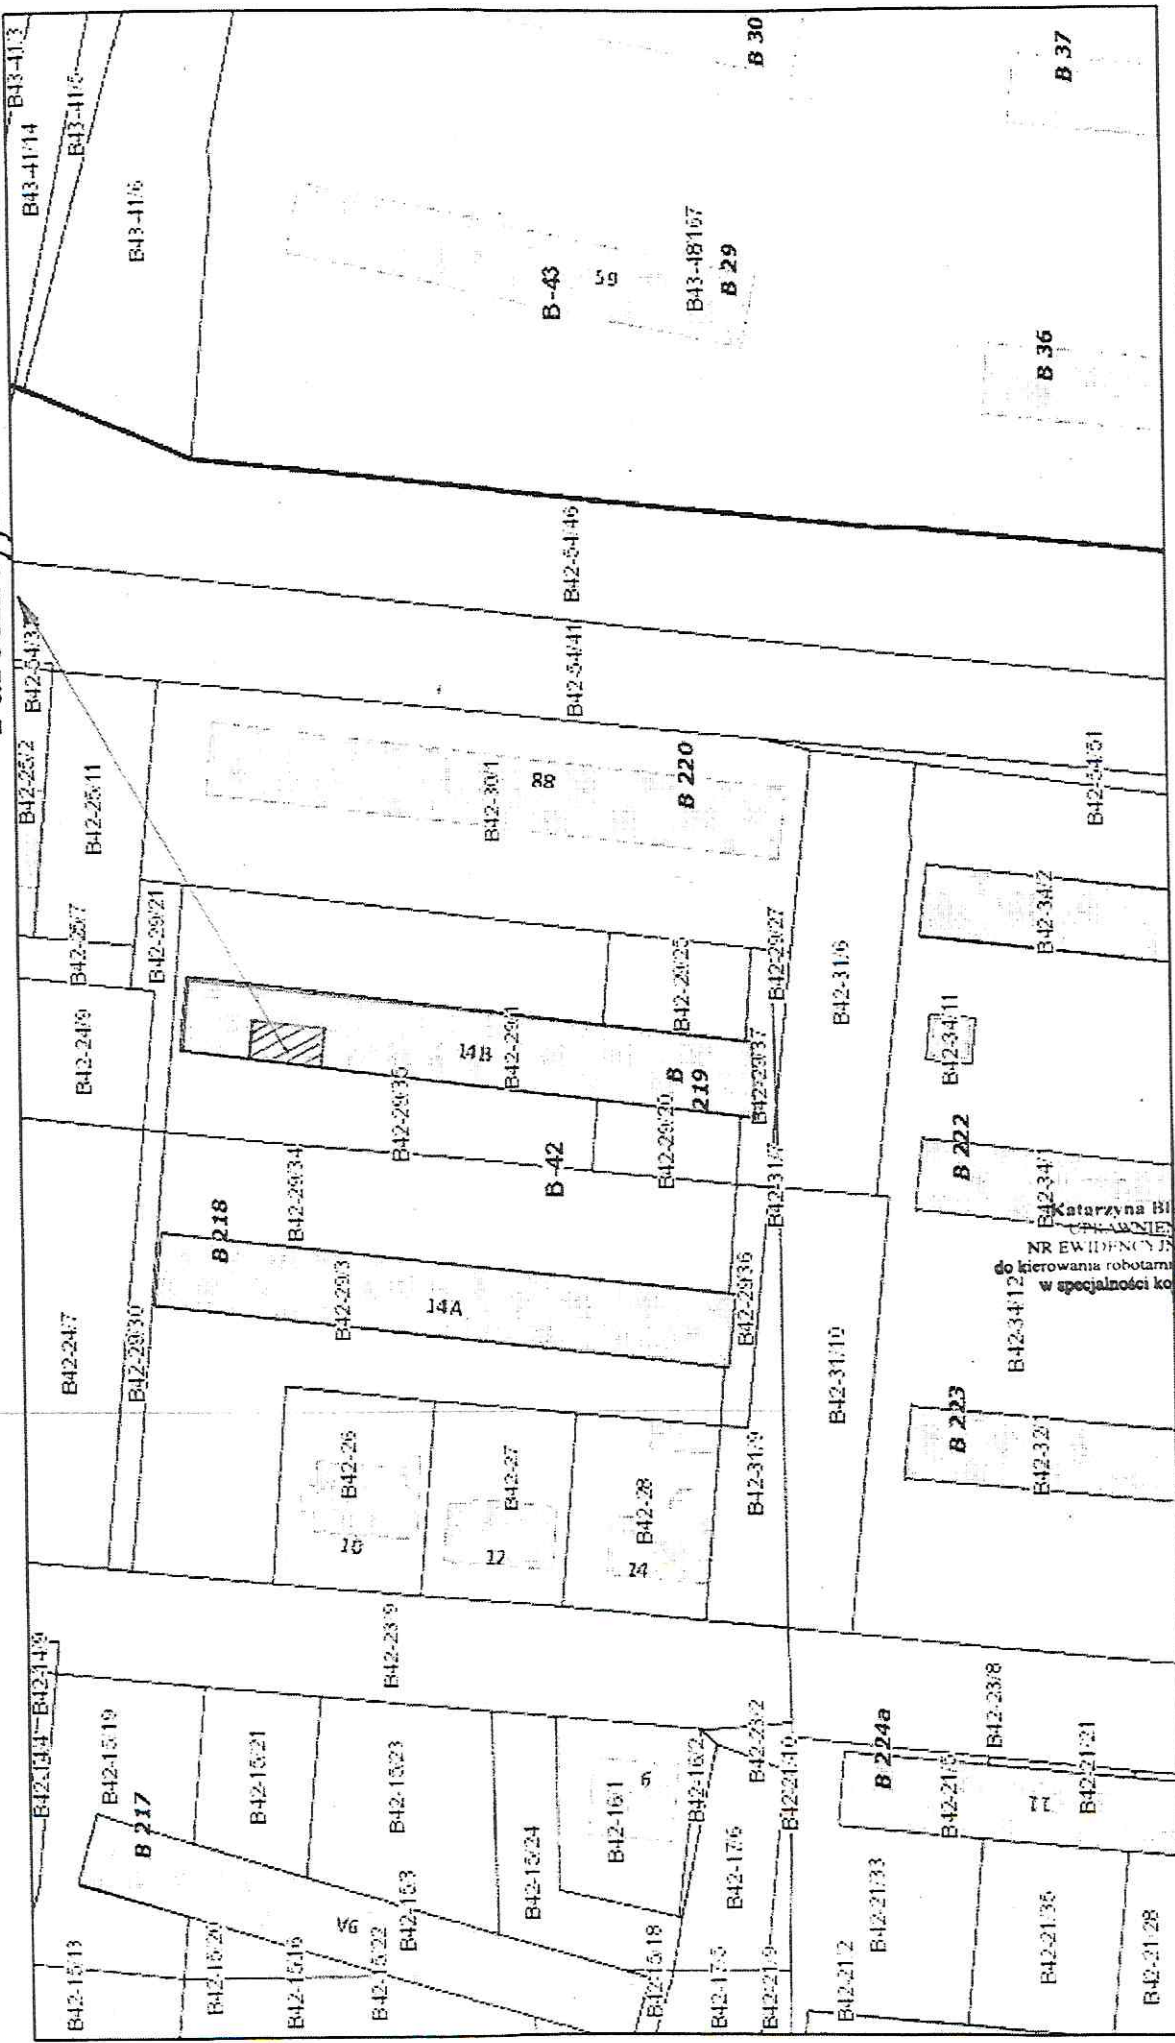 B43-41/3
B43-41/14
B43-41/5
B43-41/6
B 30
B 37
B-43
59
B43-48/167
B 29
B 36
B42-54/46
B42-54/41
B42-25/2
B42-25/11
B42-30/1
88
B 220
B42-54/51
B42-25/7
B42-29/21
B42-29/25
B42-29/27
B42-31/6
B42-34/2
B42-24/9
14B
B42-29/1
B
219
B42-29/37
B42-34/11
B42-29/35
B42-29/20
B-42
B42-31/7
B 222
B42-34/1
B 218
B42-29/34
B42-24/7
B42-29/30
B42-29/3
14A
B42-29/36
B42-31/10
B42-34/12
Katarzyna Bł
UPRAWNIEN
NR EWIDENCYJN
do kierowania robotami
w specjalności ko
B42-26
10
B42-27
12
B42-28
14
B42-31/9
B 223
B42-32/1
B42-23/9
B42-14/9
B42-14/4
B42-15/19
B 217
B42-15/21
B42-15/23
B42-15/24
B42-16/1
6
B42-16/2
B42-23/2
B42-21/10
B 224a
B42-23/8
B42-21/5
11
B42-21/21
B42-15/13
B42-15/20
B42-15/16
9A
B42-15/3
B42-15/22
B42-15/18
B42-17/6
B42-17/5
B42-21/9
B42-21/2
B42-21/33
B42-21/35
B42-21/28